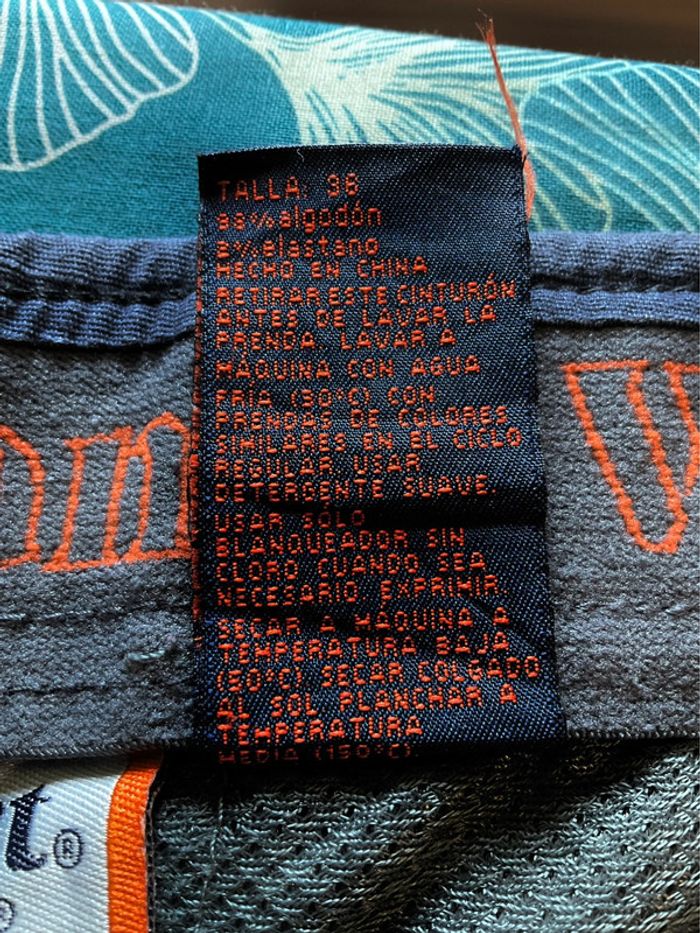 TALLA: 38
98% algodón
2% elastano
HECHO EN CHINA
RETIRAR ESTE CINTURÓN
ANTES DE LAVAR LA
PRENDA LAVAR A
MÁQUINA CON AGUA
FRIA (30°C) CON
PRENDAS DE COLORES
SIMILARES EN EL CICLO
REGULAR USAR
DETERGENTE SUAVE.
USAR SÓLO
BLANQUEADOR SIN
CLORO CUANDO SEA
NECESARIO EXPRIMIR.
SECAR A MÁQUINA A
TEMPERATURA BAJA
(50°C) SECAR COLGADO
AL SOL PLANCHAR A
TEMPERATURA
MEDIA (150°C)
t®
®